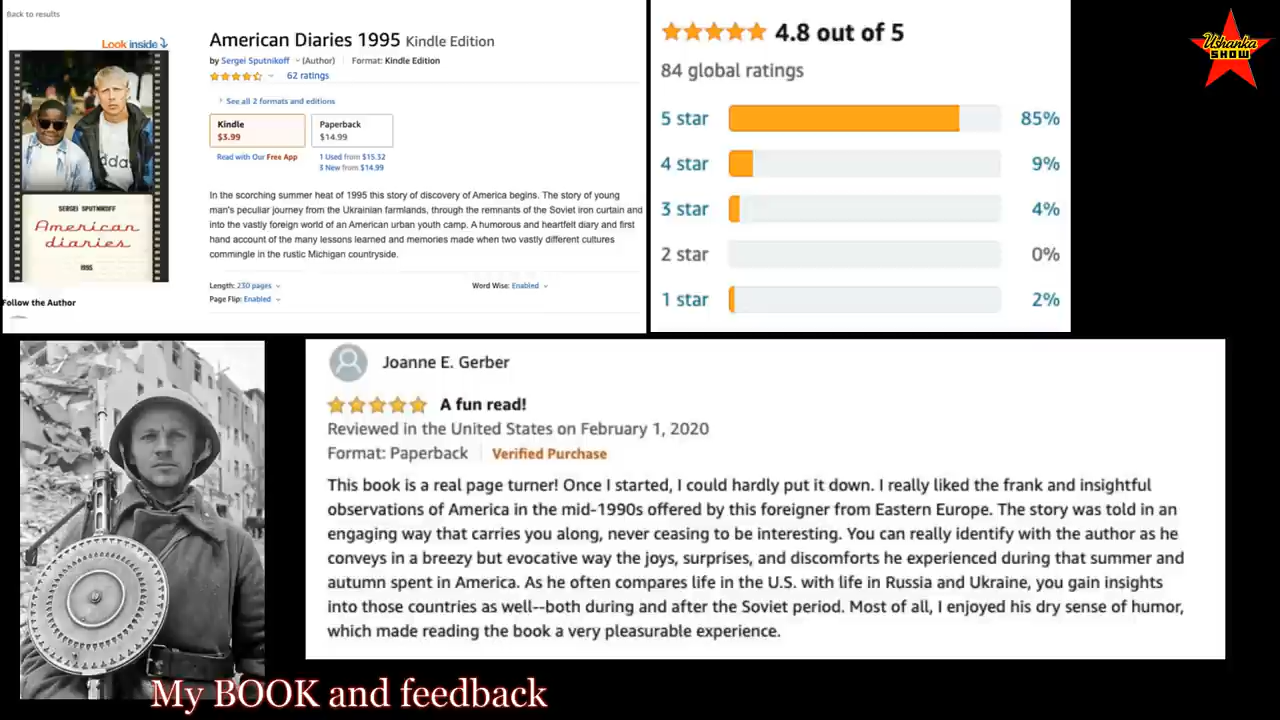 Back to results
Look inside
American Diaries 1995 Kindle Edition
by Sergei Sputnikoff (Author) Format: Kindle Edition
62 ratings
See all 2 formats and editions
Kindle
$3.99
Paperback
$14.99
Read with Our Free App
1 Used from $15.32
3 New from $14.99
In the scorching summer heat of 1995 this story of discovery of America begins. The story of young
man's peculiar journey from the Ukrainian farmlands, through the remnants of the Soviet iron curtain and
into the vastly foreign world of an American urban youth camp. A humorous and heartfelt diary and first
hand account of the many lessons learned and memories made when two vastly different cultures
commingle in the rustic Michigan countryside.
Length: 230 pages
Word Wise: Enabled
Page Flip: Enabled
adidas
SERGEI SPUTNIKOFF
American
diaries
1995
Follow the Author
4.8 out of 5
84 global ratings
5 star 85%
4 star 9%
3 star 4%
2 star 0%
1 star 2%
Ushanka
SHOW
Joanne E. Gerber
A fun read!
Reviewed in the United States on February 1, 2020
Format: Paperback Verified Purchase
This book is a real page turner! Once I started, I could hardly put it down. I really liked the frank and insightful
observations of America in the mid-1990s offered by this foreigner from Eastern Europe. The story was told in an
engaging way that carries you along, never ceasing to be interesting. You can really identify with the author as he
conveys in a breezy but evocative way the joys, surprises, and discomforts he experienced during that summer and
autumn spent in America. As he often compares life in the U.S. with life in Russia and Ukraine, you gain insights
into those countries as well--both during and after the Soviet period. Most of all, I enjoyed his dry sense of humor,
which made reading the book a very pleasurable experience.
My BOOK and feedback